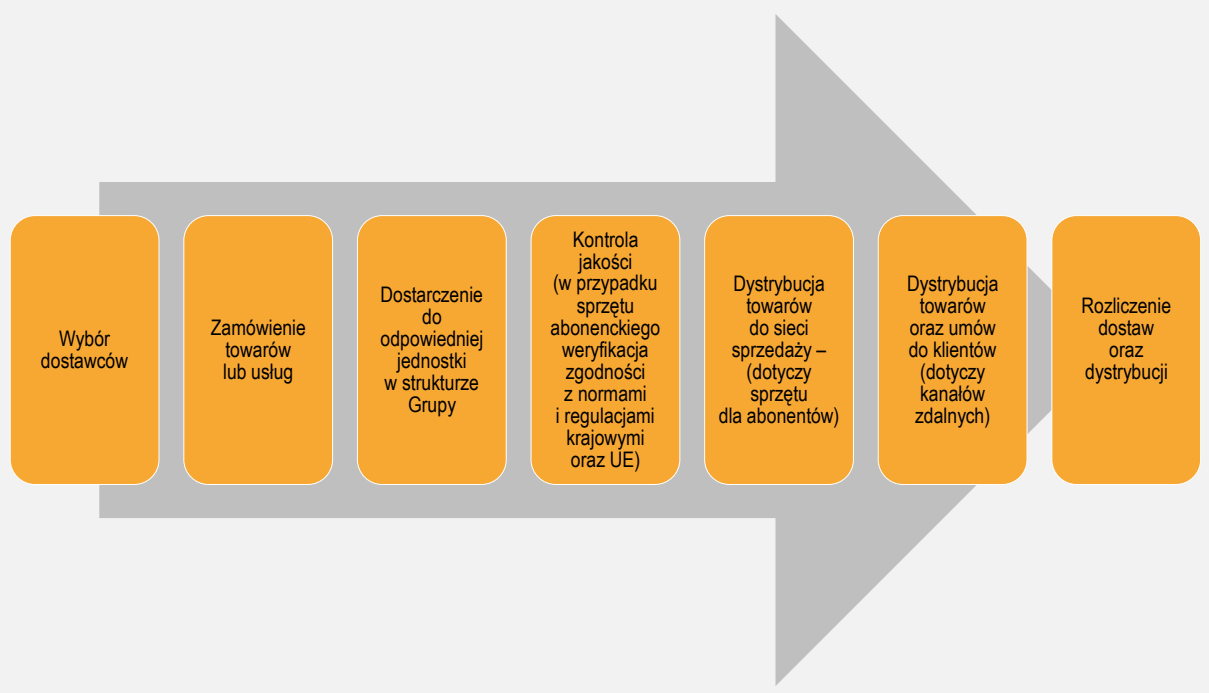 Wybór
dostawców
Zamówienie
towarów
lub usług
Dostarczenie
do
odpowiedniej
jednostki
w strukturze
Grupy
Kontrola
jakości
(w przypadku
sprzętu
abonenckiego
weryfikacja
zgodności
z normami
i regulacjami
krajowymi
oraz UE)
Dystrybucja
towarów
do sieci
sprzedaży –
(dotyczy
sprzętu
dla abonentów)
Dystrybucja
towarów
oraz umów
do klientów
(dotyczy
kanałów
zdalnych)
Rozliczenie
dostaw
oraz
dystrybucji